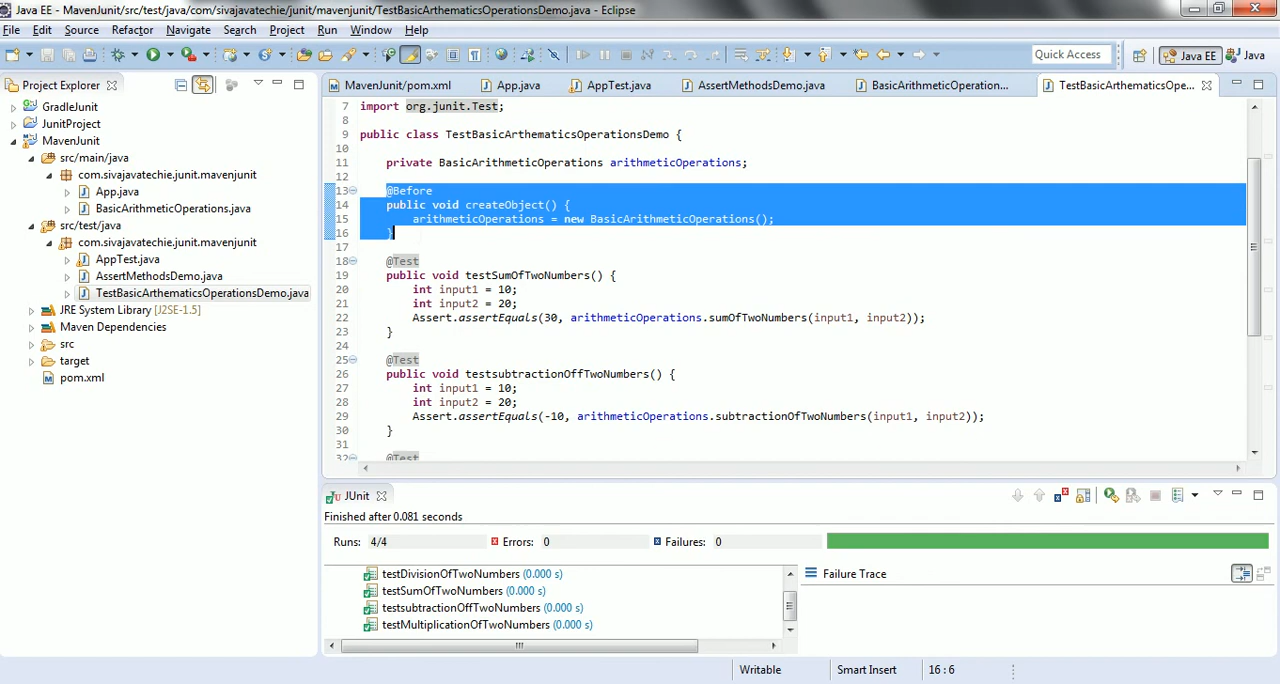 Java EE - MavenJunit/src/test/java/com/sivajavatechie/junit/mavenjunit/TestBasicArthematicsOperationsDemo.java - Eclipse
File Edit Source Refactor Navigate Search Project Run Window Help
Quick Access
Java EE
Java
Project Explorer
GradleJunit
JunitProject
MavenJunit
src/main/java
com.sivajavatechie.junit.mavenjunit
App.java
BasicArithmeticOperations.java
src/test/java
com.sivajavatechie.junit.mavenjunit
AppTest.java
AssertMethodsDemo.java
TestBasicArthematicsOperationsDemo.java
JRE System Library [J2SE-1.5]
Maven Dependencies
src
target
pom.xml
MavenJunit/pom.xml App.java AppTest.java AssertMethodsDemo.java BasicArithmeticOperation... TestBasicArthematicsOpe...
7 import org.junit.Test;
8
9 public class TestBasicArthematicsOperationsDemo {
10
11 private BasicArithmeticOperations arithmeticOperations;
12
13 @Before
14 public void createObject() {
15 arithmeticOperations = new BasicArithmeticOperations();
16 }
17
18 @Test
19 public void testSumOfTwoNumbers() {
20 int input1 = 10;
21 int input2 = 20;
22 Assert.assertEquals(30, arithmeticOperations.sumOfTwoNumbers(input1, input2));
23 }
24
25 @Test
26 public void testsubtractionOffTwoNumbers() {
27 int input1 = 10;
28 int input2 = 20;
29 Assert.assertEquals(-10, arithmeticOperations.subtractionOfTwoNumbers(input1, input2));
30 }
31
32 @Test
JUnit
Finished after 0.081 seconds
Runs: 4/4 Errors: 0 Failures: 0
testDivisionOfTwoNumbers (0.000 s)
testSumOfTwoNumbers (0.000 s)
testsubtractionOffTwoNumbers (0.000 s)
testMultiplicationOfTwoNumbers (0.000 s)
Failure Trace
Writable Smart Insert 16 : 6